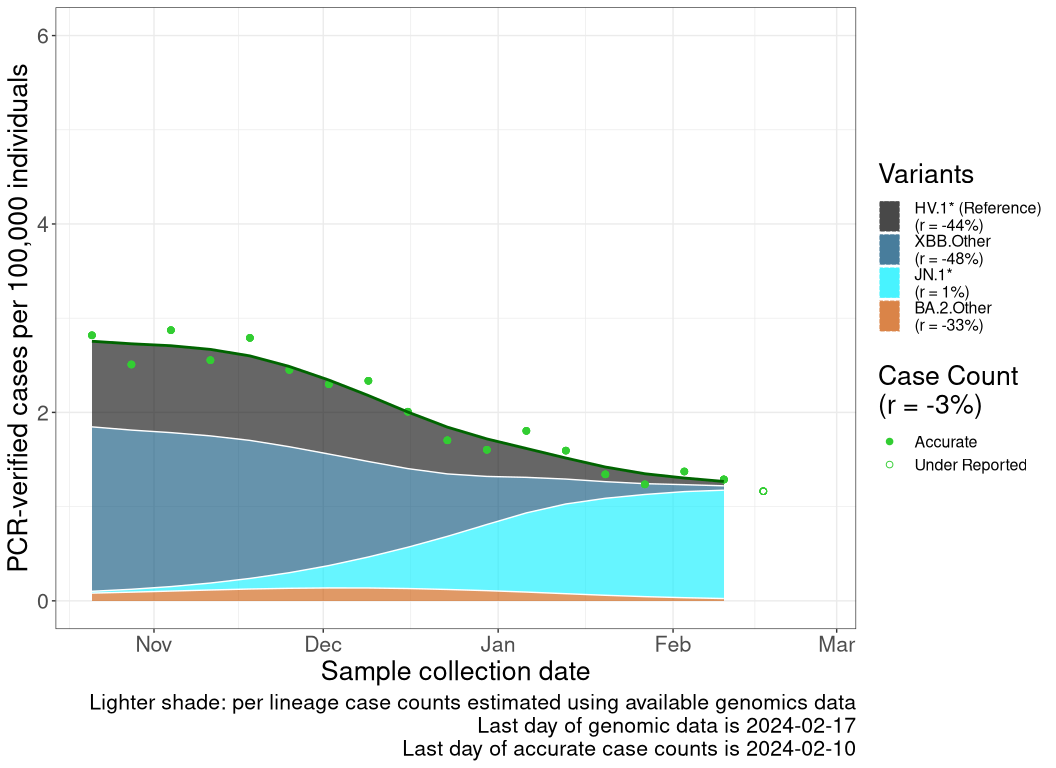 PCR-verified cases per 100,000 individuals
6
4
2
0
Nov
Dec
Jan
Feb
Mar
Sample collection date
Lighter shade: per lineage case counts estimated using available genomics data
Last day of genomic data is 2024-02-17
Last day of accurate case counts is 2024-02-10
Variants
HV.1* (Reference)
(r = -44%)
XBB.Other
(r = -48%)
JN.1*
(r = 1%)
BA.2.Other
(r = -33%)
Case Count
(r = -3%)
Accurate
Under Reported